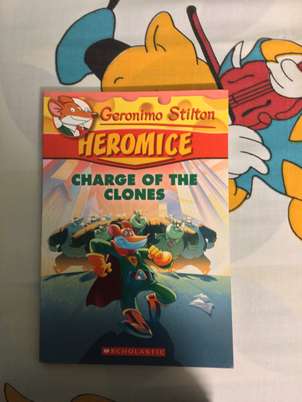 Geronimo Stilton
HEROMICE
CHARGE OF THE
CLONES
SCHOLASTIC